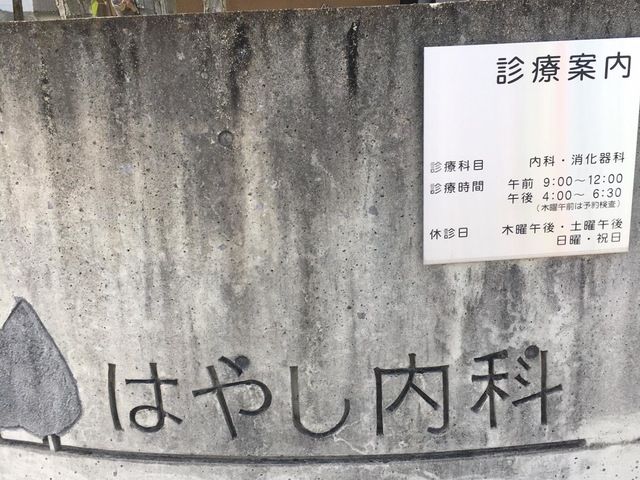 診療案内
診療科目 内科・消化器科
診療時間 午前 9:00～12:00
午後 4:00～ 6:30
（木曜午前は予約検査）
休診日 木曜午後・土曜午後
日曜・祝日
はやし内科